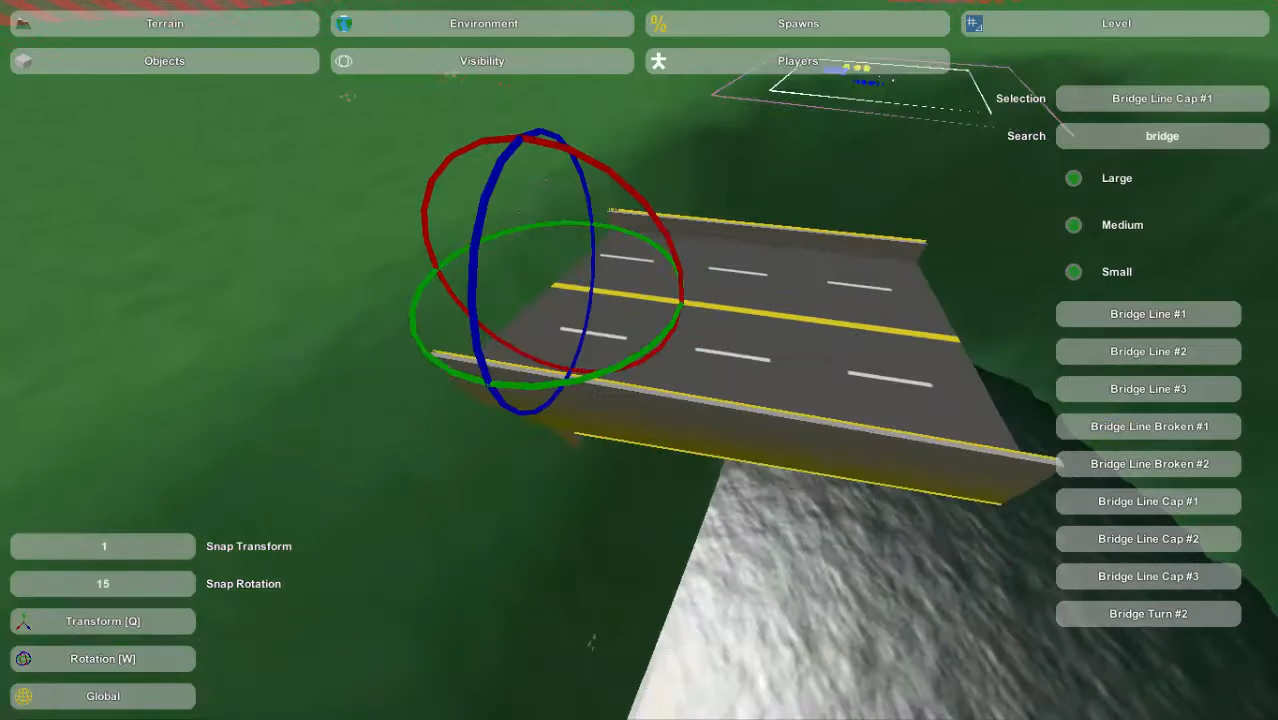 Terrain
Environment
Spawns
Level
Objects
Visibility
Players
Selection
Bridge Line Cap #1
Search
bridge
Large
Medium
Small
Bridge Line #1
Bridge Line #2
Bridge Line #3
Bridge Line Broken #1
Bridge Line Broken #2
Bridge Line Cap #1
Bridge Line Cap #2
Bridge Line Cap #3
Bridge Turn #2
1
Snap Transform
15
Snap Rotation
Transform [Q]
Rotation [W]
Global